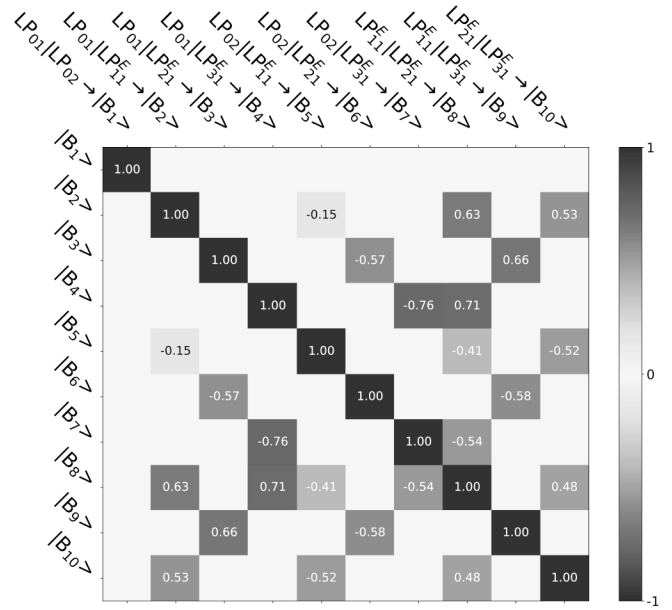 LP₀₁|LP₀₂ → |B₁>
LP₀₁|LPᴱ₁₁ → |B₂>
LP₀₁|LPᴱ₂₁ → |B₃>
LP₀₁|LPᴱ₃₁ → |B₄>
LP₀₂|LPᴱ₁₁ → |B₅>
LP₀₂|LPᴱ₂₁ → |B₆>
LP₀₂|LPᴱ₃₁ → |B₇>
LPᴱ₁₁|LPᴱ₂₁ → |B₈>
LPᴱ₁₁|LPᴱ₃₁ → |B₉>
LPᴱ₂₁|LPᴱ₃₁ → |B₁₀>
|B₁> 1.00
|B₂> 1.00 -0.15 0.63 0.53
|B₃> 1.00 -0.57 0.66
|B₄> 1.00 -0.76 0.71
|B₅> -0.15 1.00 -0.41 -0.52
|B₆> -0.57 1.00 -0.58
|B₇> -0.76 1.00 -0.54
|B₈> 0.63 0.71 -0.41 -0.54 1.00 0.48
|B₉> 0.66 -0.58 1.00
|B₁₀> 0.53 -0.52 0.48 1.00
1
0
-1